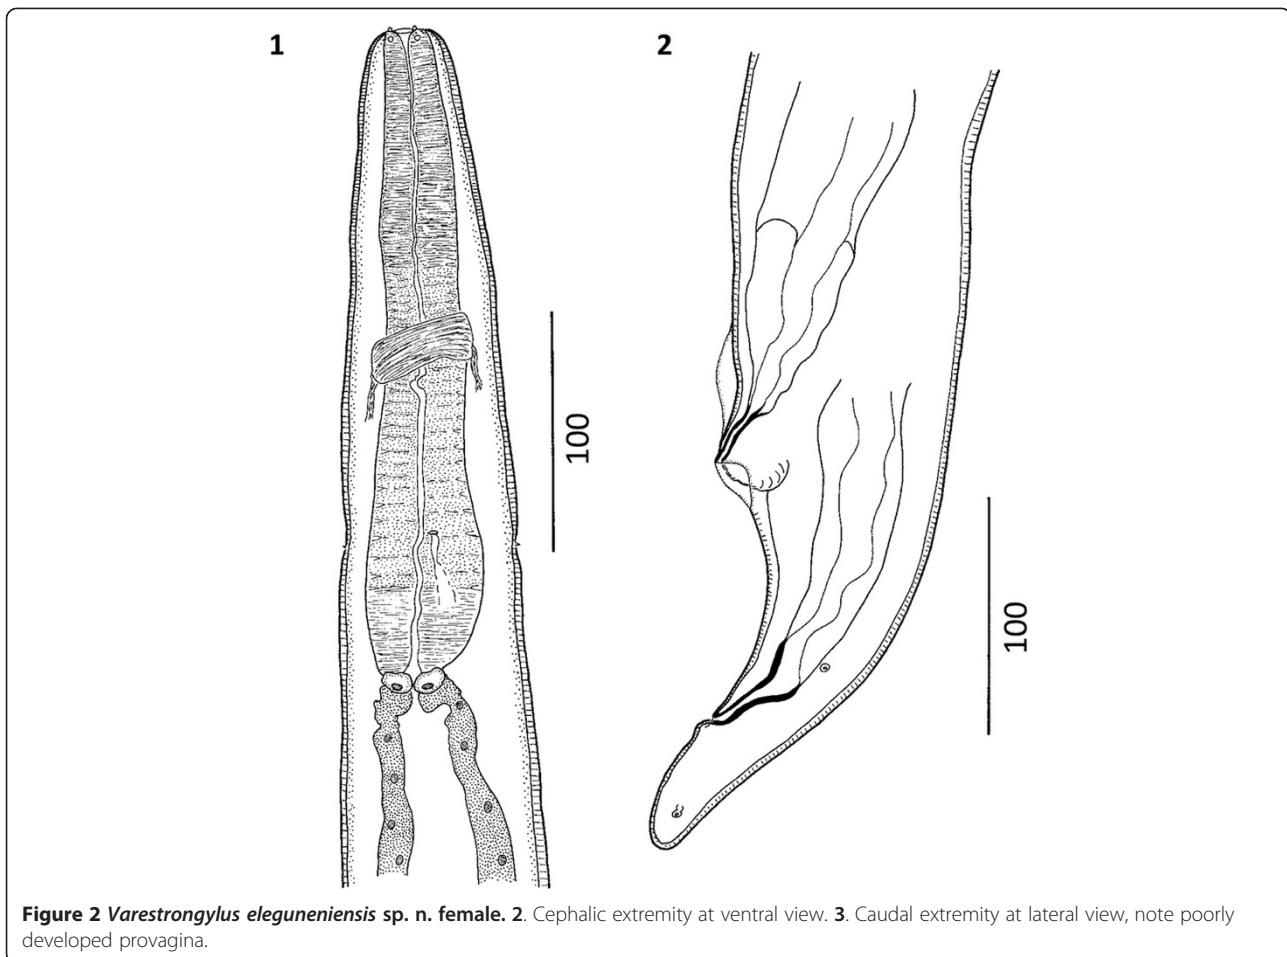 1
2
100
100
Figure 2 Varestrongylus eleguneniensis sp. n. female. 2. Cephalic extremity at ventral view. 3. Caudal extremity at lateral view, note poorly
developed provagina.